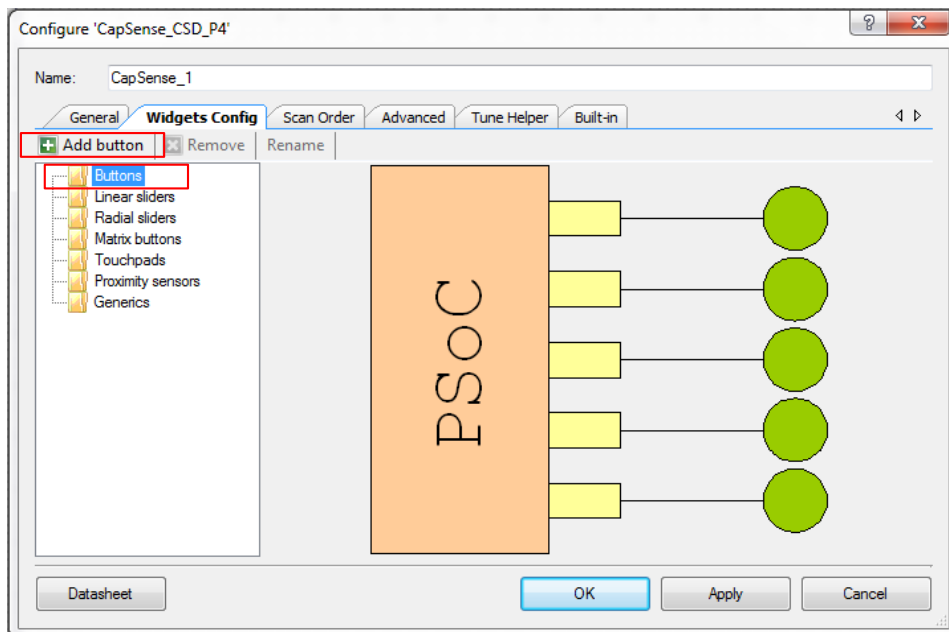 Configure 'CapSense_CSD_P4'
Name: CapSense_1
General Widgets Config Scan Order Advanced Tune Helper Built-in
Add button Remove Rename
Buttons
Linear sliders
Radial sliders
Matrix buttons
Touchpads
Proximity sensors
Generics
PSoC
Datasheet OK Apply Cancel